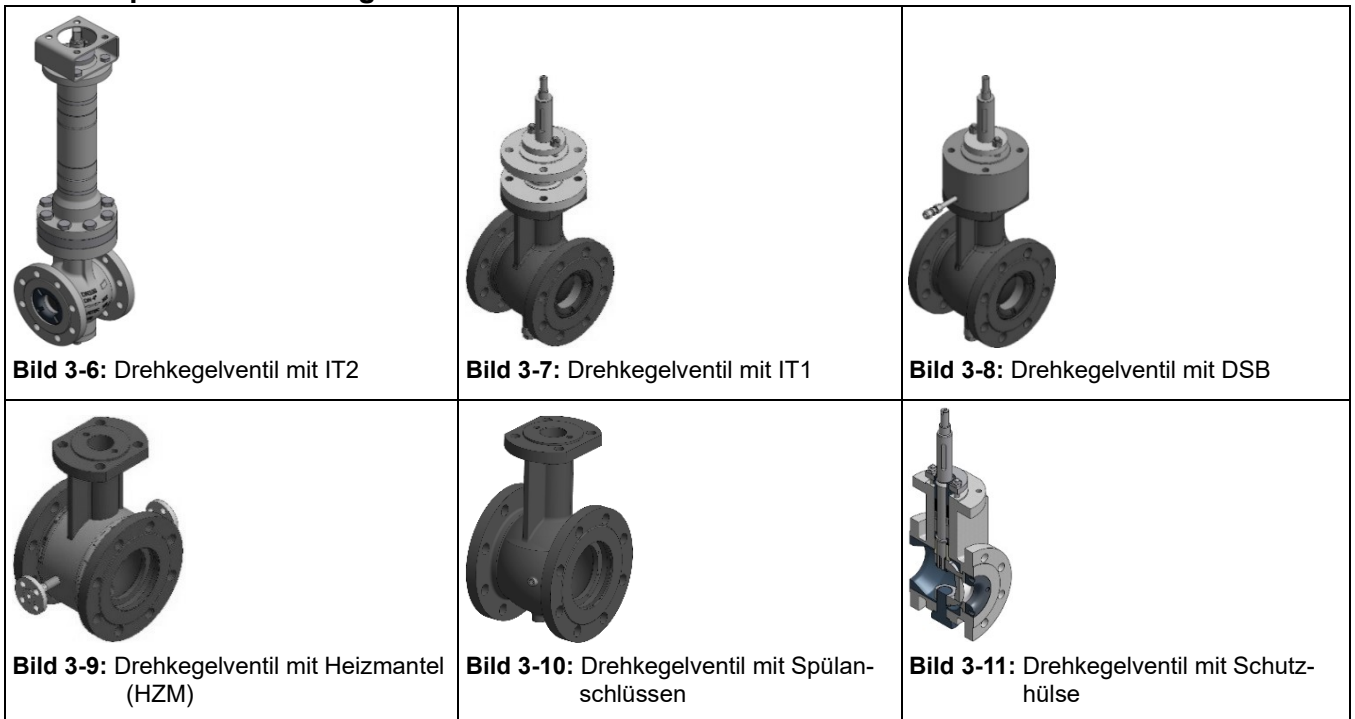 Bild 3-6: Drehkegelventil mit IT2
Bild 3-7: Drehkegelventil mit IT1
Bild 3-8: Drehkegelventil mit DSB
Bild 3-9: Drehkegelventil mit Heizmantel
(HZM)
Bild 3-10: Drehkegelventil mit Spülan-
schlüssen
Bild 3-11: Drehkegelventil mit Schutz-
hülse